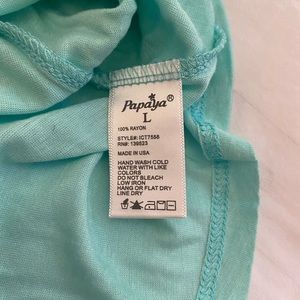 Papaya®
L
100% RAYON
STYLE#: ICT7558
RN#: 139523
MADE IN USA
HAND WASH COLD
WATER WITH LIKE
COLORS
DO NOT BLEACH
LOW IRON
HANG OR FLAT DRY
LINE DRY